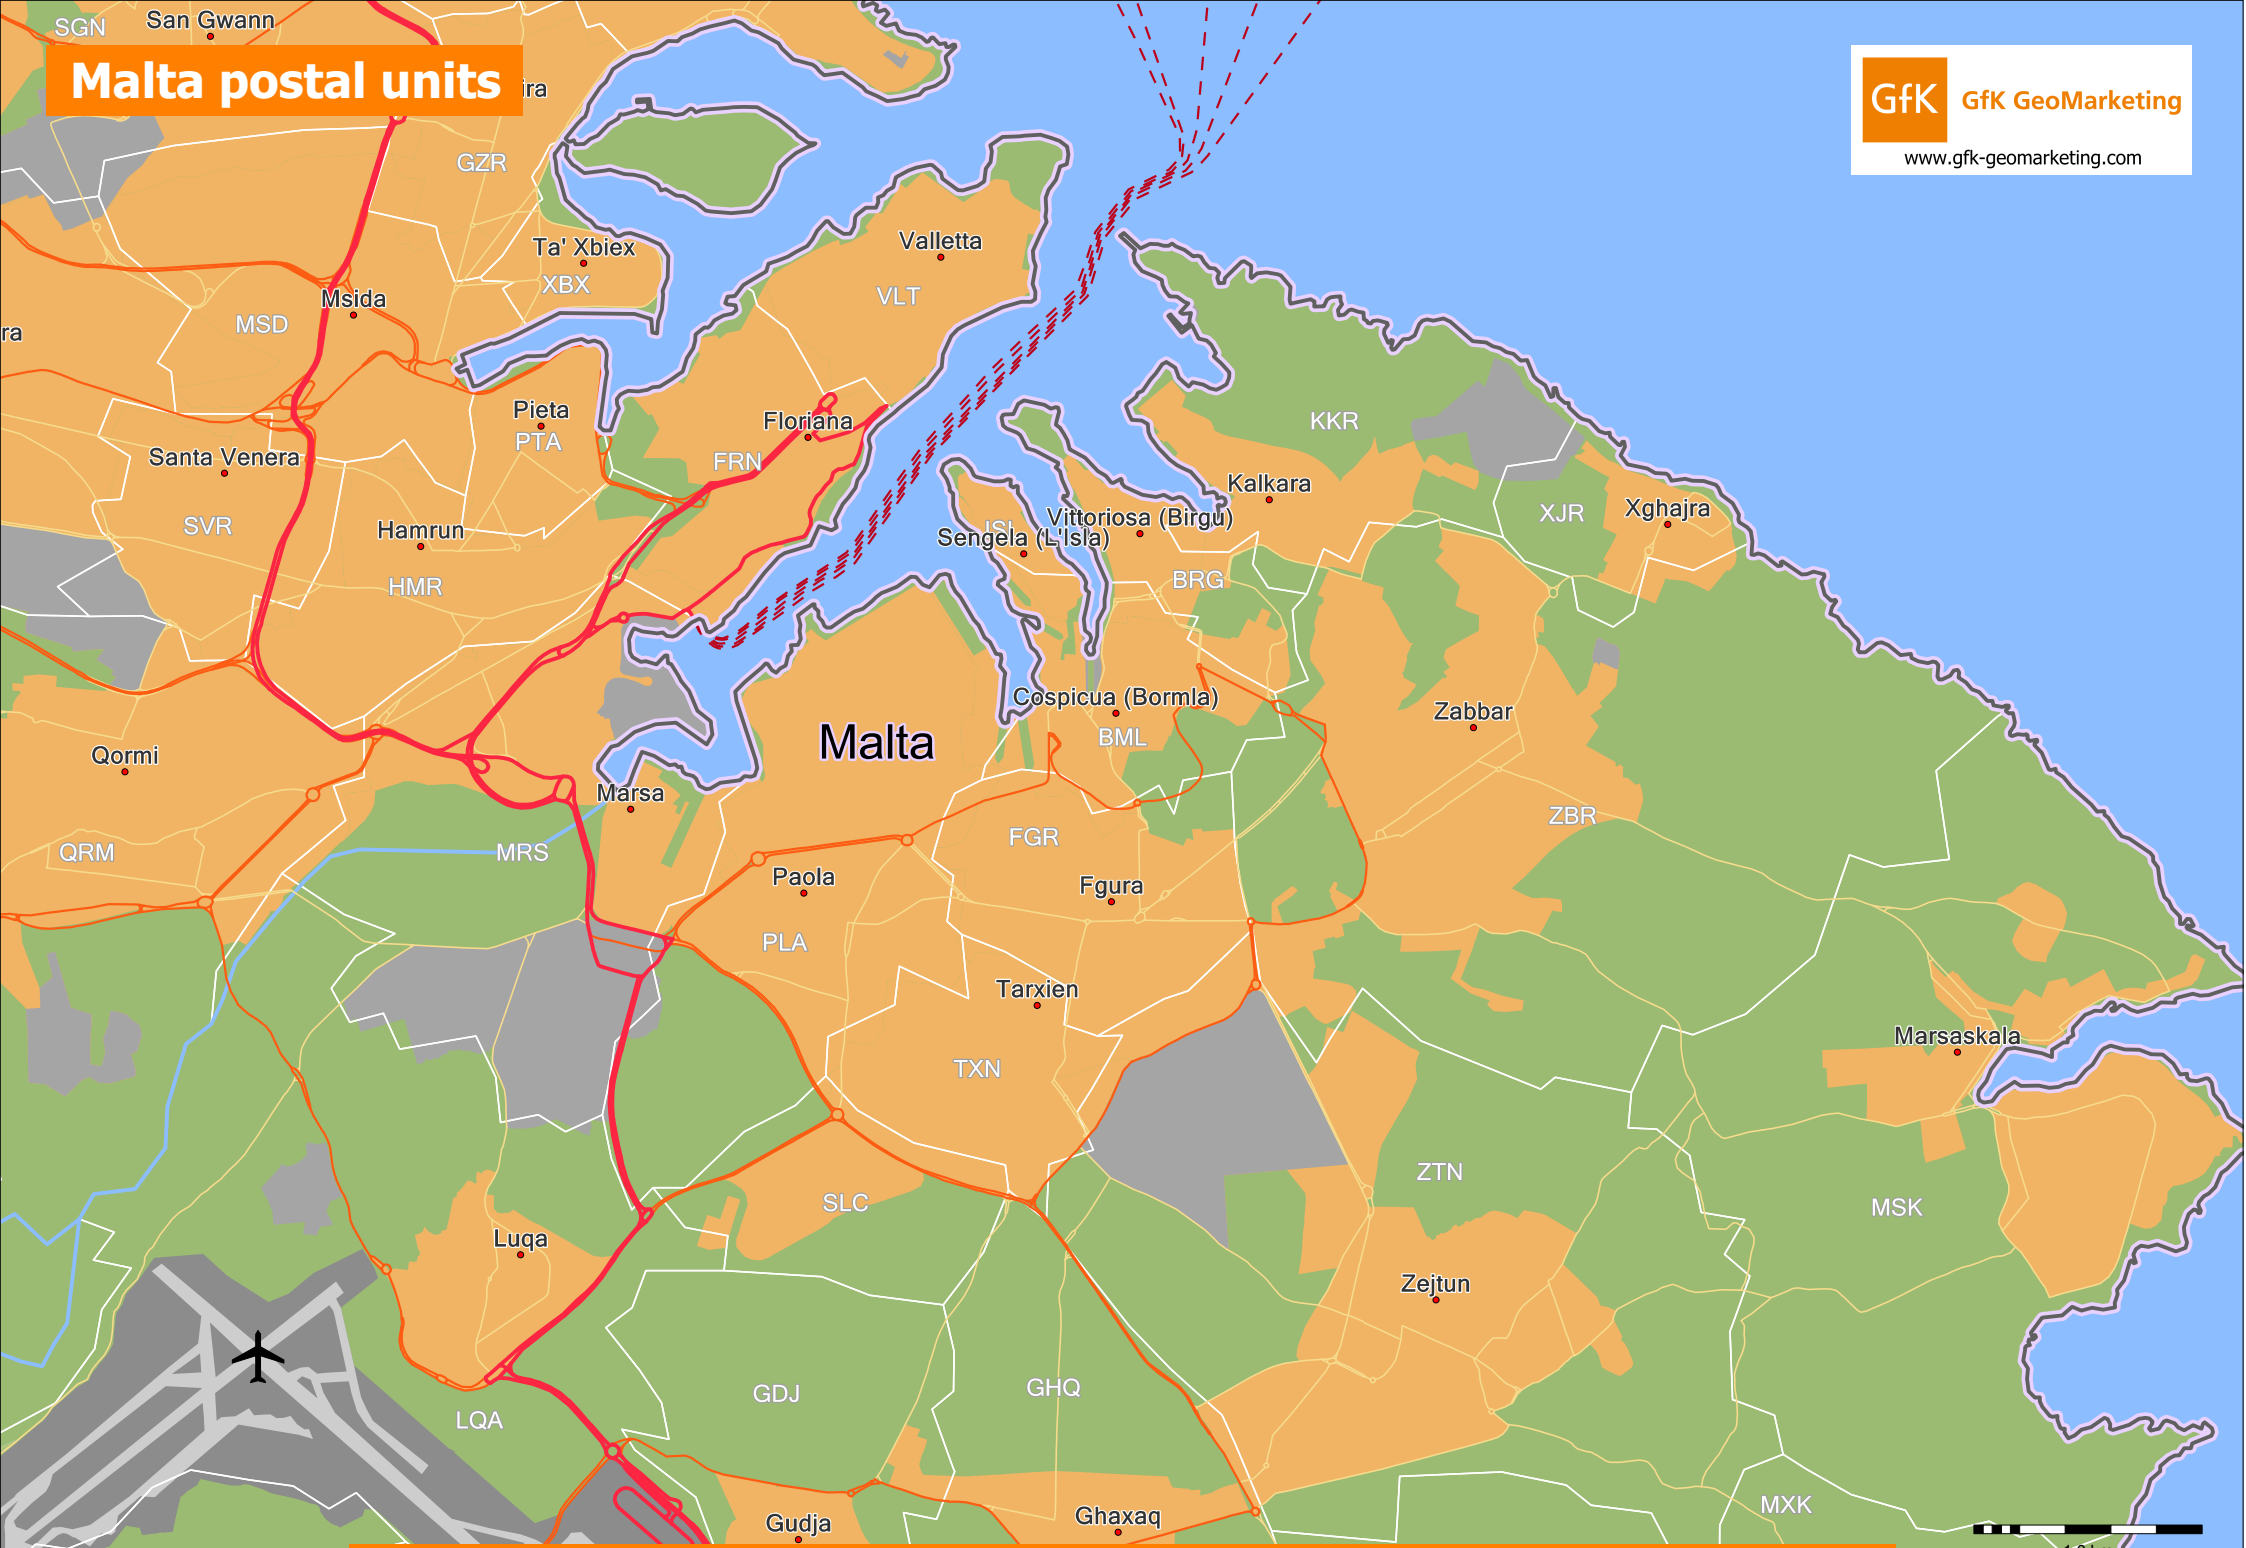 San Gwann
SGN
Malta postal units
ira
GfK
GfK GeoMarketing
www.gfk-geomarketing.com
GZR
Valletta
Ta' Xbiex
XBX
VLT
Msida
MSD
ra
Pieta
PTA
Floriana
KKR
Santa Venera
FRN
Kalkara
SVR
XJR
Xghajra
Hamrun
Vittoriosa (Birgu)
Sengela (L'Isla)
HMR
BRG
Cospicua (Bormla)
Zabbar
BML
Malta
Qormi
Marsa
ZBR
QRM
MRS
FGR
Paola
Fgura
PLA
Tarxien
Marsaskala
TXN
ZTN
SLC
MSK
Luqa
Zejtun
GDJ
GHQ
LQA
MXK
Gudja
Ghaxaq